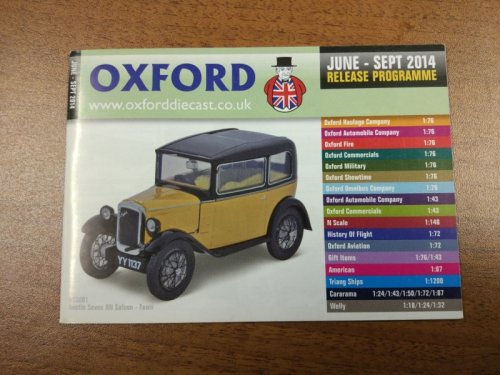 JUNE - SEPT 2014
OXFORD
www.oxforddiecast.co.uk
JUNE - SEPT 2014
RELEASE PROGRAMME
Oxford Haulage Company 1:76
Oxford Automobile Company 1:76
Oxford Fire 1:76
Oxford Commercials 1:76
Oxford Military 1:76
Oxford Showtime 1:76
Oxford Omnibus Company 1:76
Oxford Automobile Company 1:43
Oxford Commercials 1:43
N Scale 1:148
History Of Flight 1:72
Oxford Aviation 1:72
Gift Items 1:76/1:43
American 1:87
Triang Ships 1:1200
Cararama 1:24/1:43/1:50/1:72/1:87
Welly 1:18/1:24/1:32
YY 1137
Austin Seven RN Saloon - Fawn